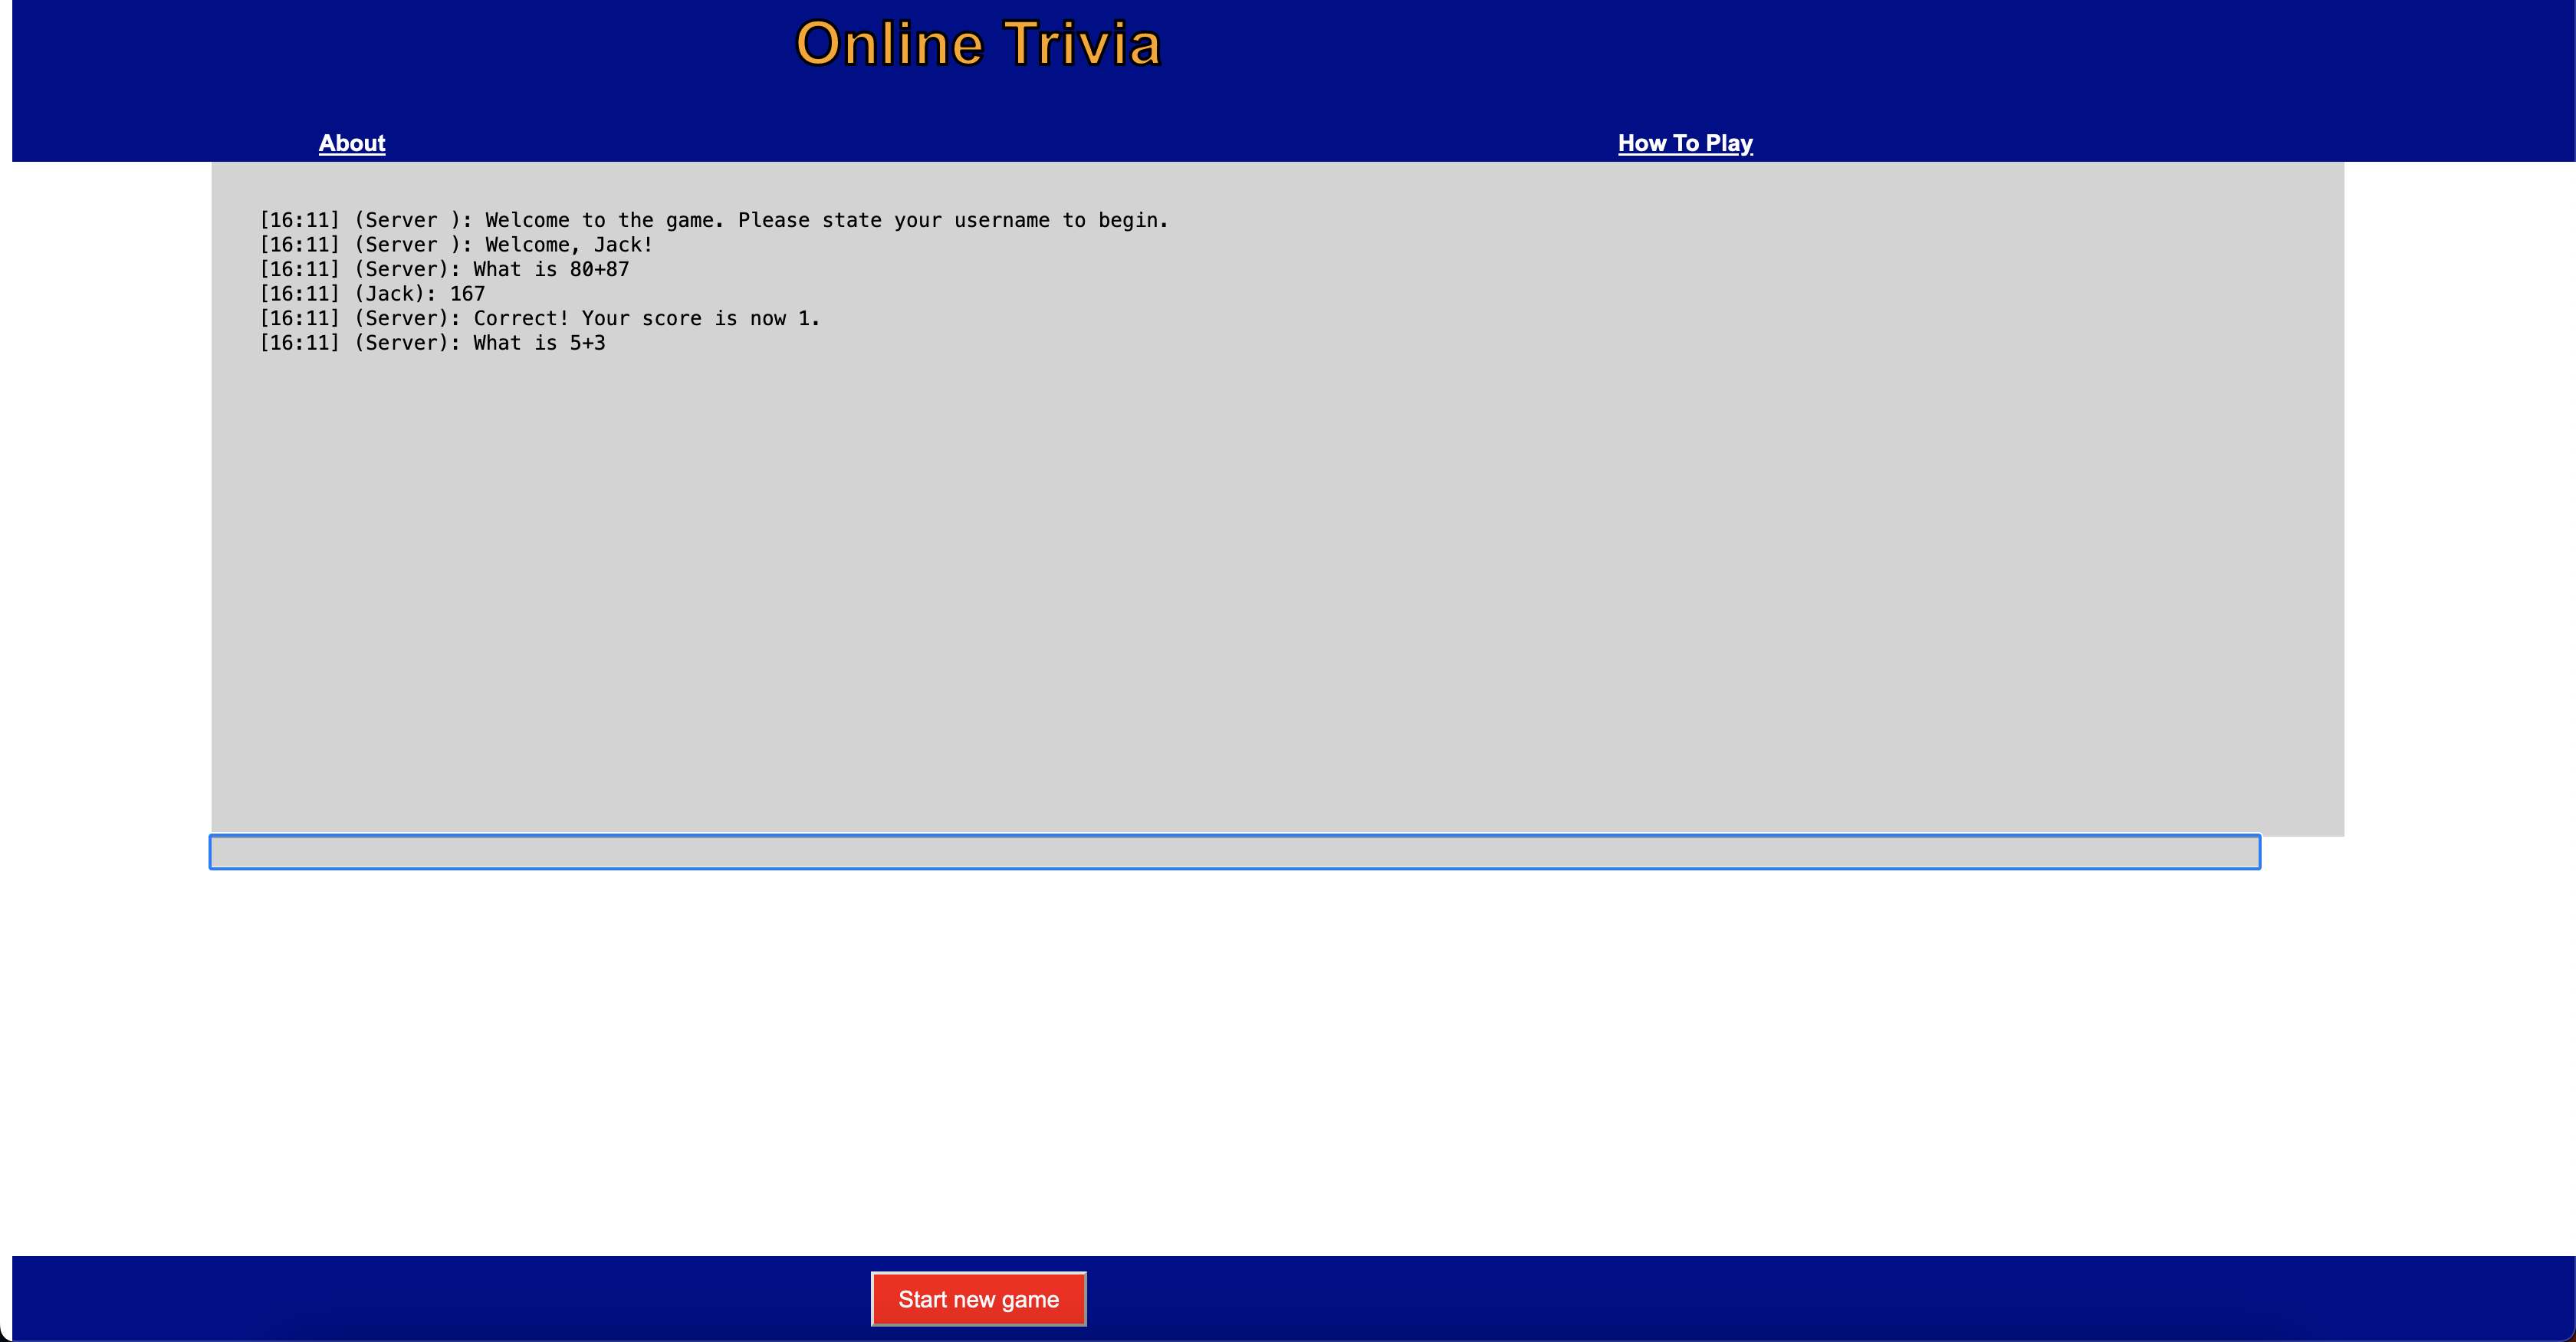 Online Trivia
About How To Play
[16:11] (Server ): Welcome to the game. Please state your username to begin.
[16:11] (Server ): Welcome, Jack!
[16:11] (Server): What is 80+87
[16:11] (Jack): 167
[16:11] (Server): Correct! Your score is now 1.
[16:11] (Server): What is 5+3
Start new game